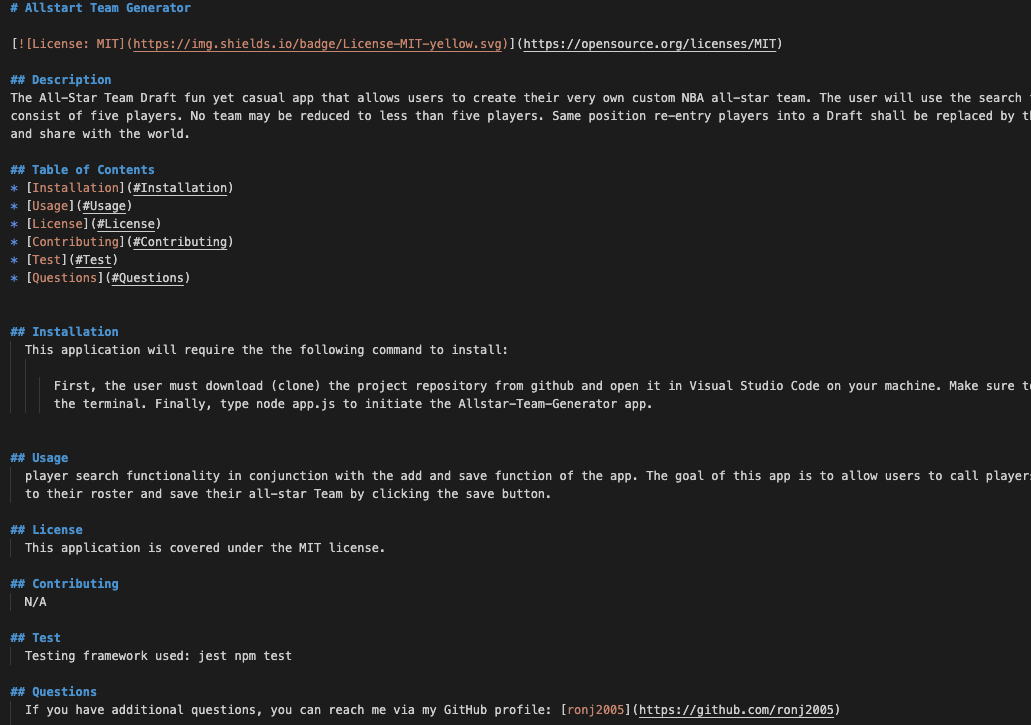 # Allstart Team Generator
[![License: MIT](https://img.shields.io/badge/License-MIT-yellow.svg)](https://opensource.org/licenses/MIT)
## Description
The All-Star Team Draft fun yet casual app that allows users to create their very own custom NBA all-star team. The user will use the search
consist of five players. No team may be reduced to less than five players. Same position re-entry players into a Draft shall be replaced by
and share with the world.
## Table of Contents
* [Installation](#Installation)
* [Usage](#Usage)
* [License](#License)
* [Contributing](#Contributing)
* [Test](#Test)
* [Questions](#Questions)
## Installation
This application will require the the following command to install:
First, the user must download (clone) the project repository from github and open it in Visual Studio Code on your machine. Make sure
the terminal. Finally, type node app.js to initiate the Allstar-Team-Generator app.
## Usage
player search functionality in conjunction with the add and save function of the app. The goal of this app is to allow users to call
to their roster and save their all-star Team by clicking the save button.
## License
This application is covered under the MIT license.
## Contributing
N/A
## Test
Testing framework used: jest npm test
## Questions
If you have additional questions, you can reach me via my GitHub profile: [ronj2005](https://github.com/ronj2005)